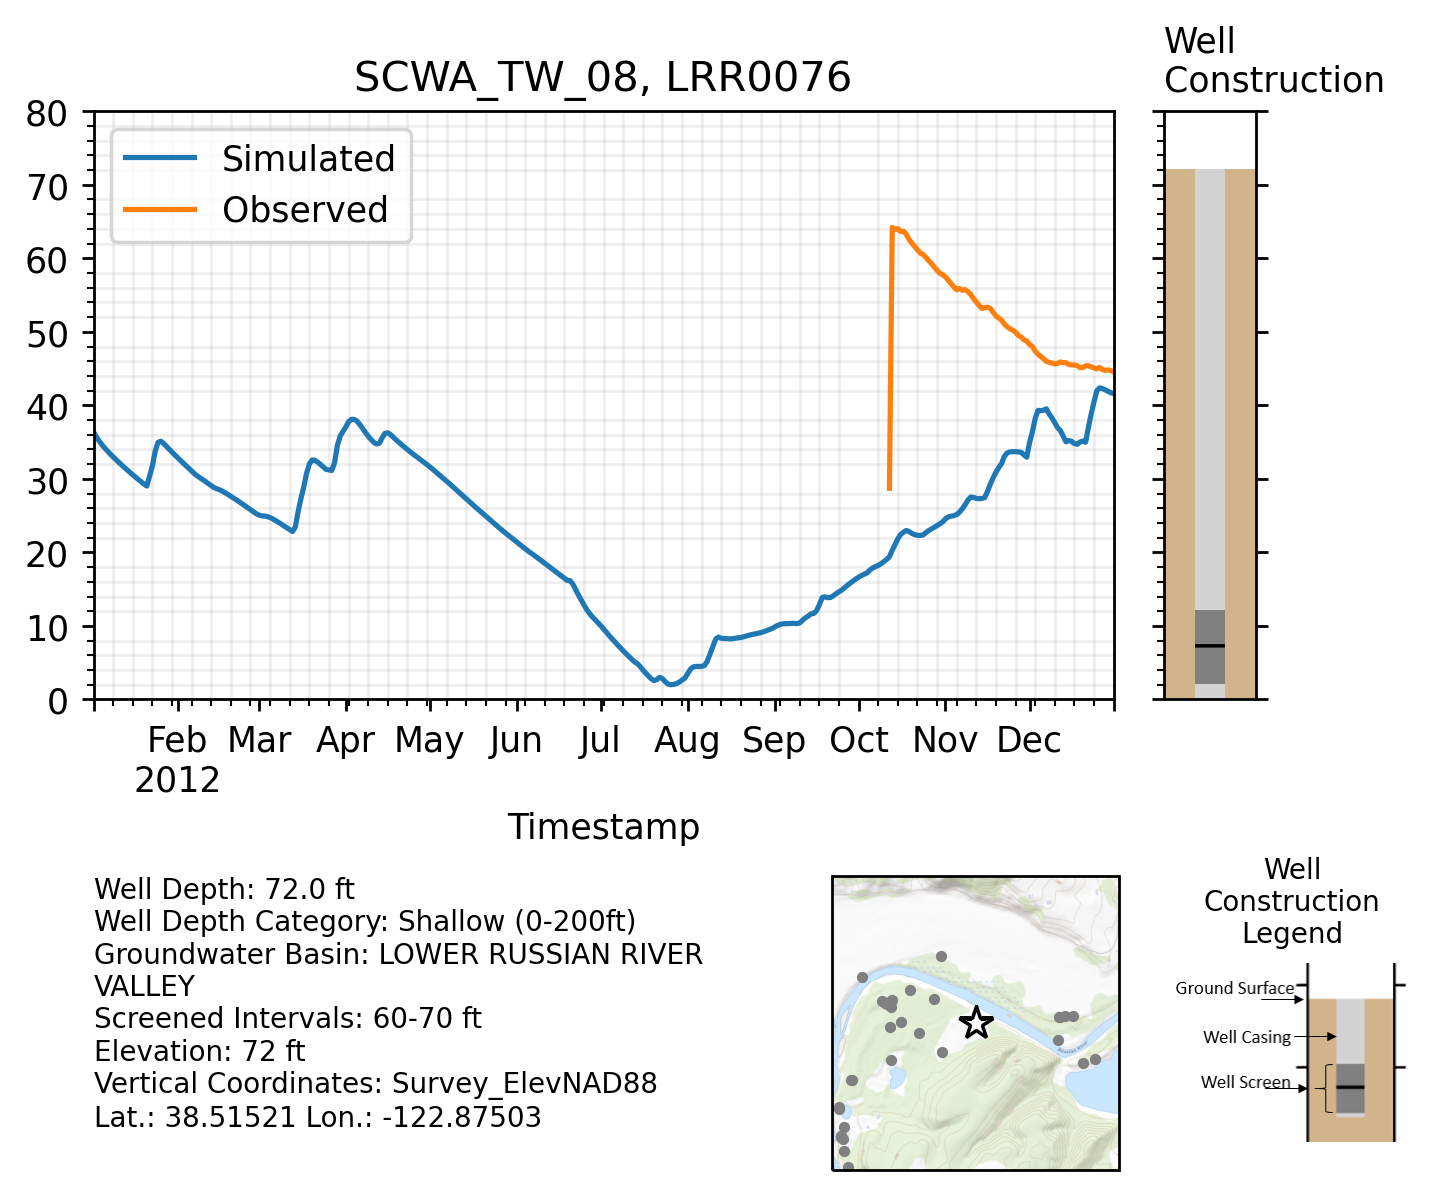 Well
Construction
SCWA_TW_08, LRR0076
80
70
60
50
40
30
20
10
0
Simulated
Observed
Feb
Mar
Apr
May
Jun
Jul
Aug
Sep
Oct
Nov
Dec
2012
Timestamp
Well Depth: 72.0 ft
Well Depth Category: Shallow (0-200ft)
Groundwater Basin: LOWER RUSSIAN RIVER
VALLEY
Screened Intervals: 60-70 ft
Elevation: 72 ft
Vertical Coordinates: Survey_ElevNAD88
Lat.: 38.51521 Lon.: -122.87503
Russian River
Well
Construction
Legend
Ground Surface
Well Casing
Well Screen